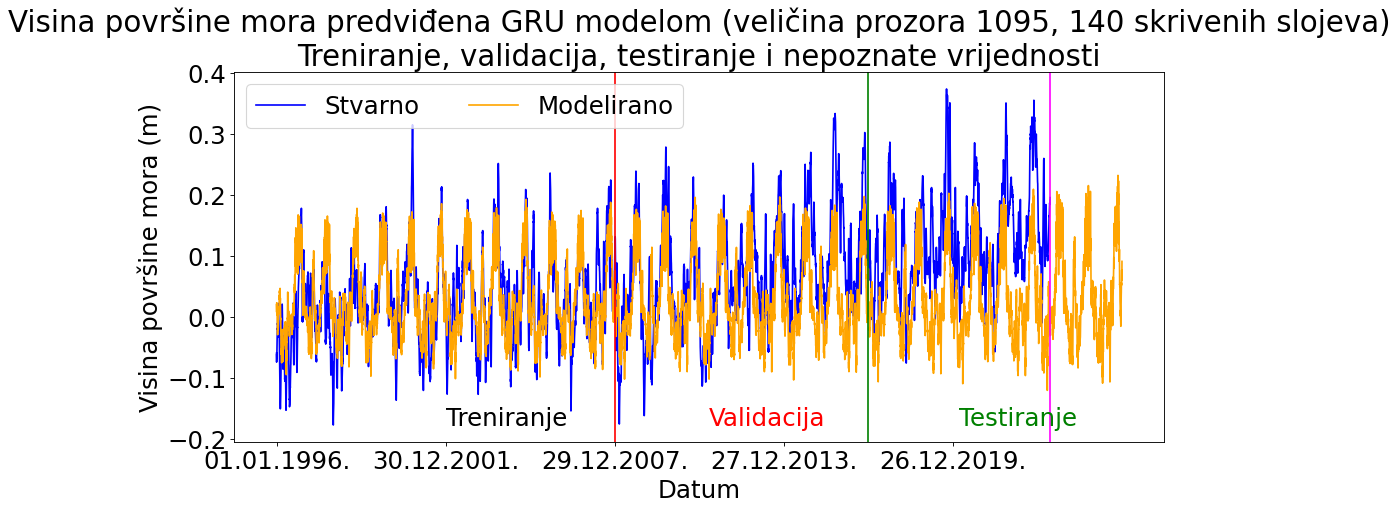 Visina površine mora predviđena GRU modelom (veličina prozora 1095, 140 skrivenih slojeva)
Treniranje, validacija, testiranje i nepoznate vrijednosti
Stvarno Modelirano
Visina površine mora (m)
0.4
0.3
0.2
0.1
0.0
−0.1
−0.2
Treniranje Validacija Testiranje
01.01.1996. 30.12.2001. 29.12.2007. 27.12.2013. 26.12.2019.
Datum